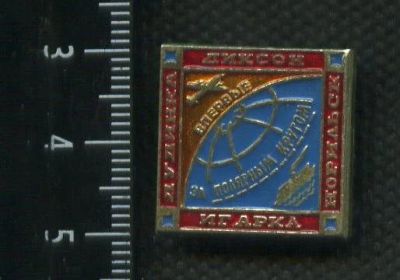 ДИКСОН
ДУДИНКА
ВПЕРВЫЕ
ЗА ПОЛЯРНЫМ КРУГОМ
НОРИЛЬСК
ИГАРКА
3
4
5